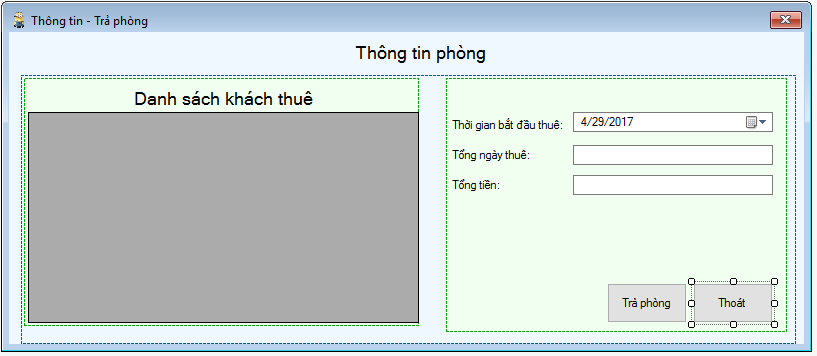 Thông tin - Trả phòng
Thông tin phòng
Danh sách khách thuê
Thời gian bắt đầu thuê:
4/29/2017
Tổng ngày thuê:
Tổng tiền:
Trả phòng
Thoát